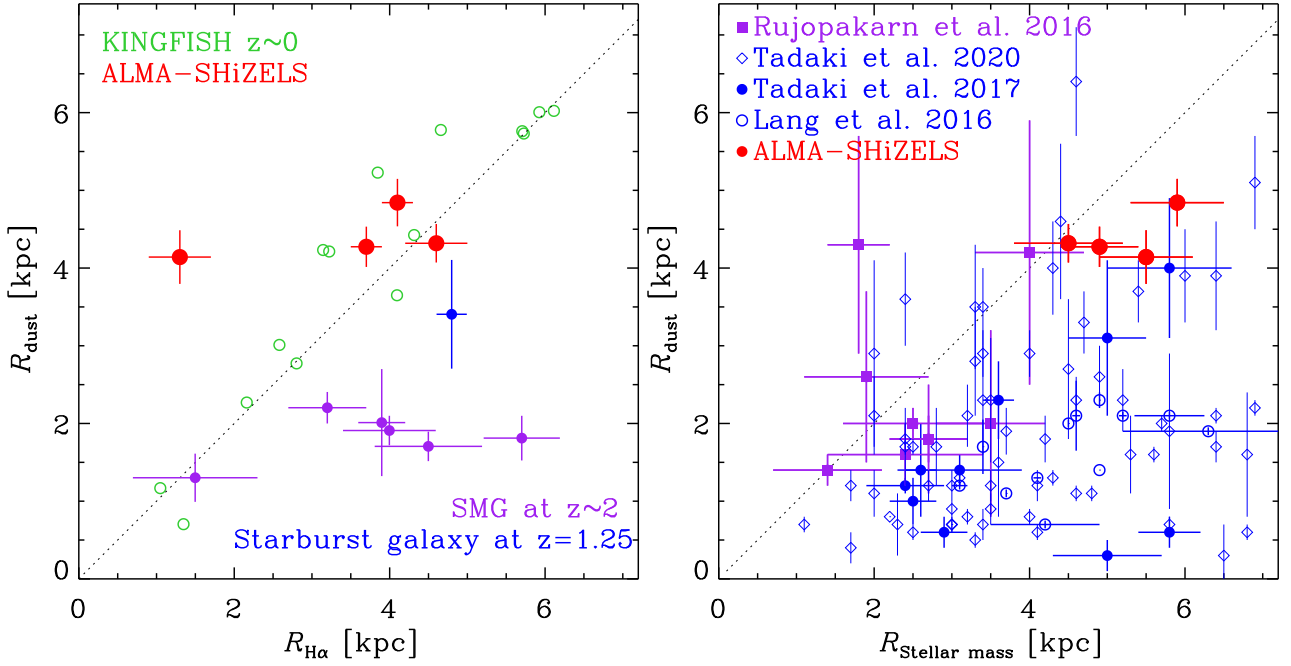 KINGFISH z~0
ALMA-SHiZELS
SMG at z~2
Starburst galaxy at z=1.25
R_dust [kpc]
6
4
2
0
0 2 4 6
R_Hα [kpc]
Rujopakarn et al. 2016
Tadaki et al. 2020
Tadaki et al. 2017
Lang et al. 2016
ALMA-SHiZELS
R_dust [kpc]
6
4
2
0
0 2 4 6
R_Stellar mass [kpc]